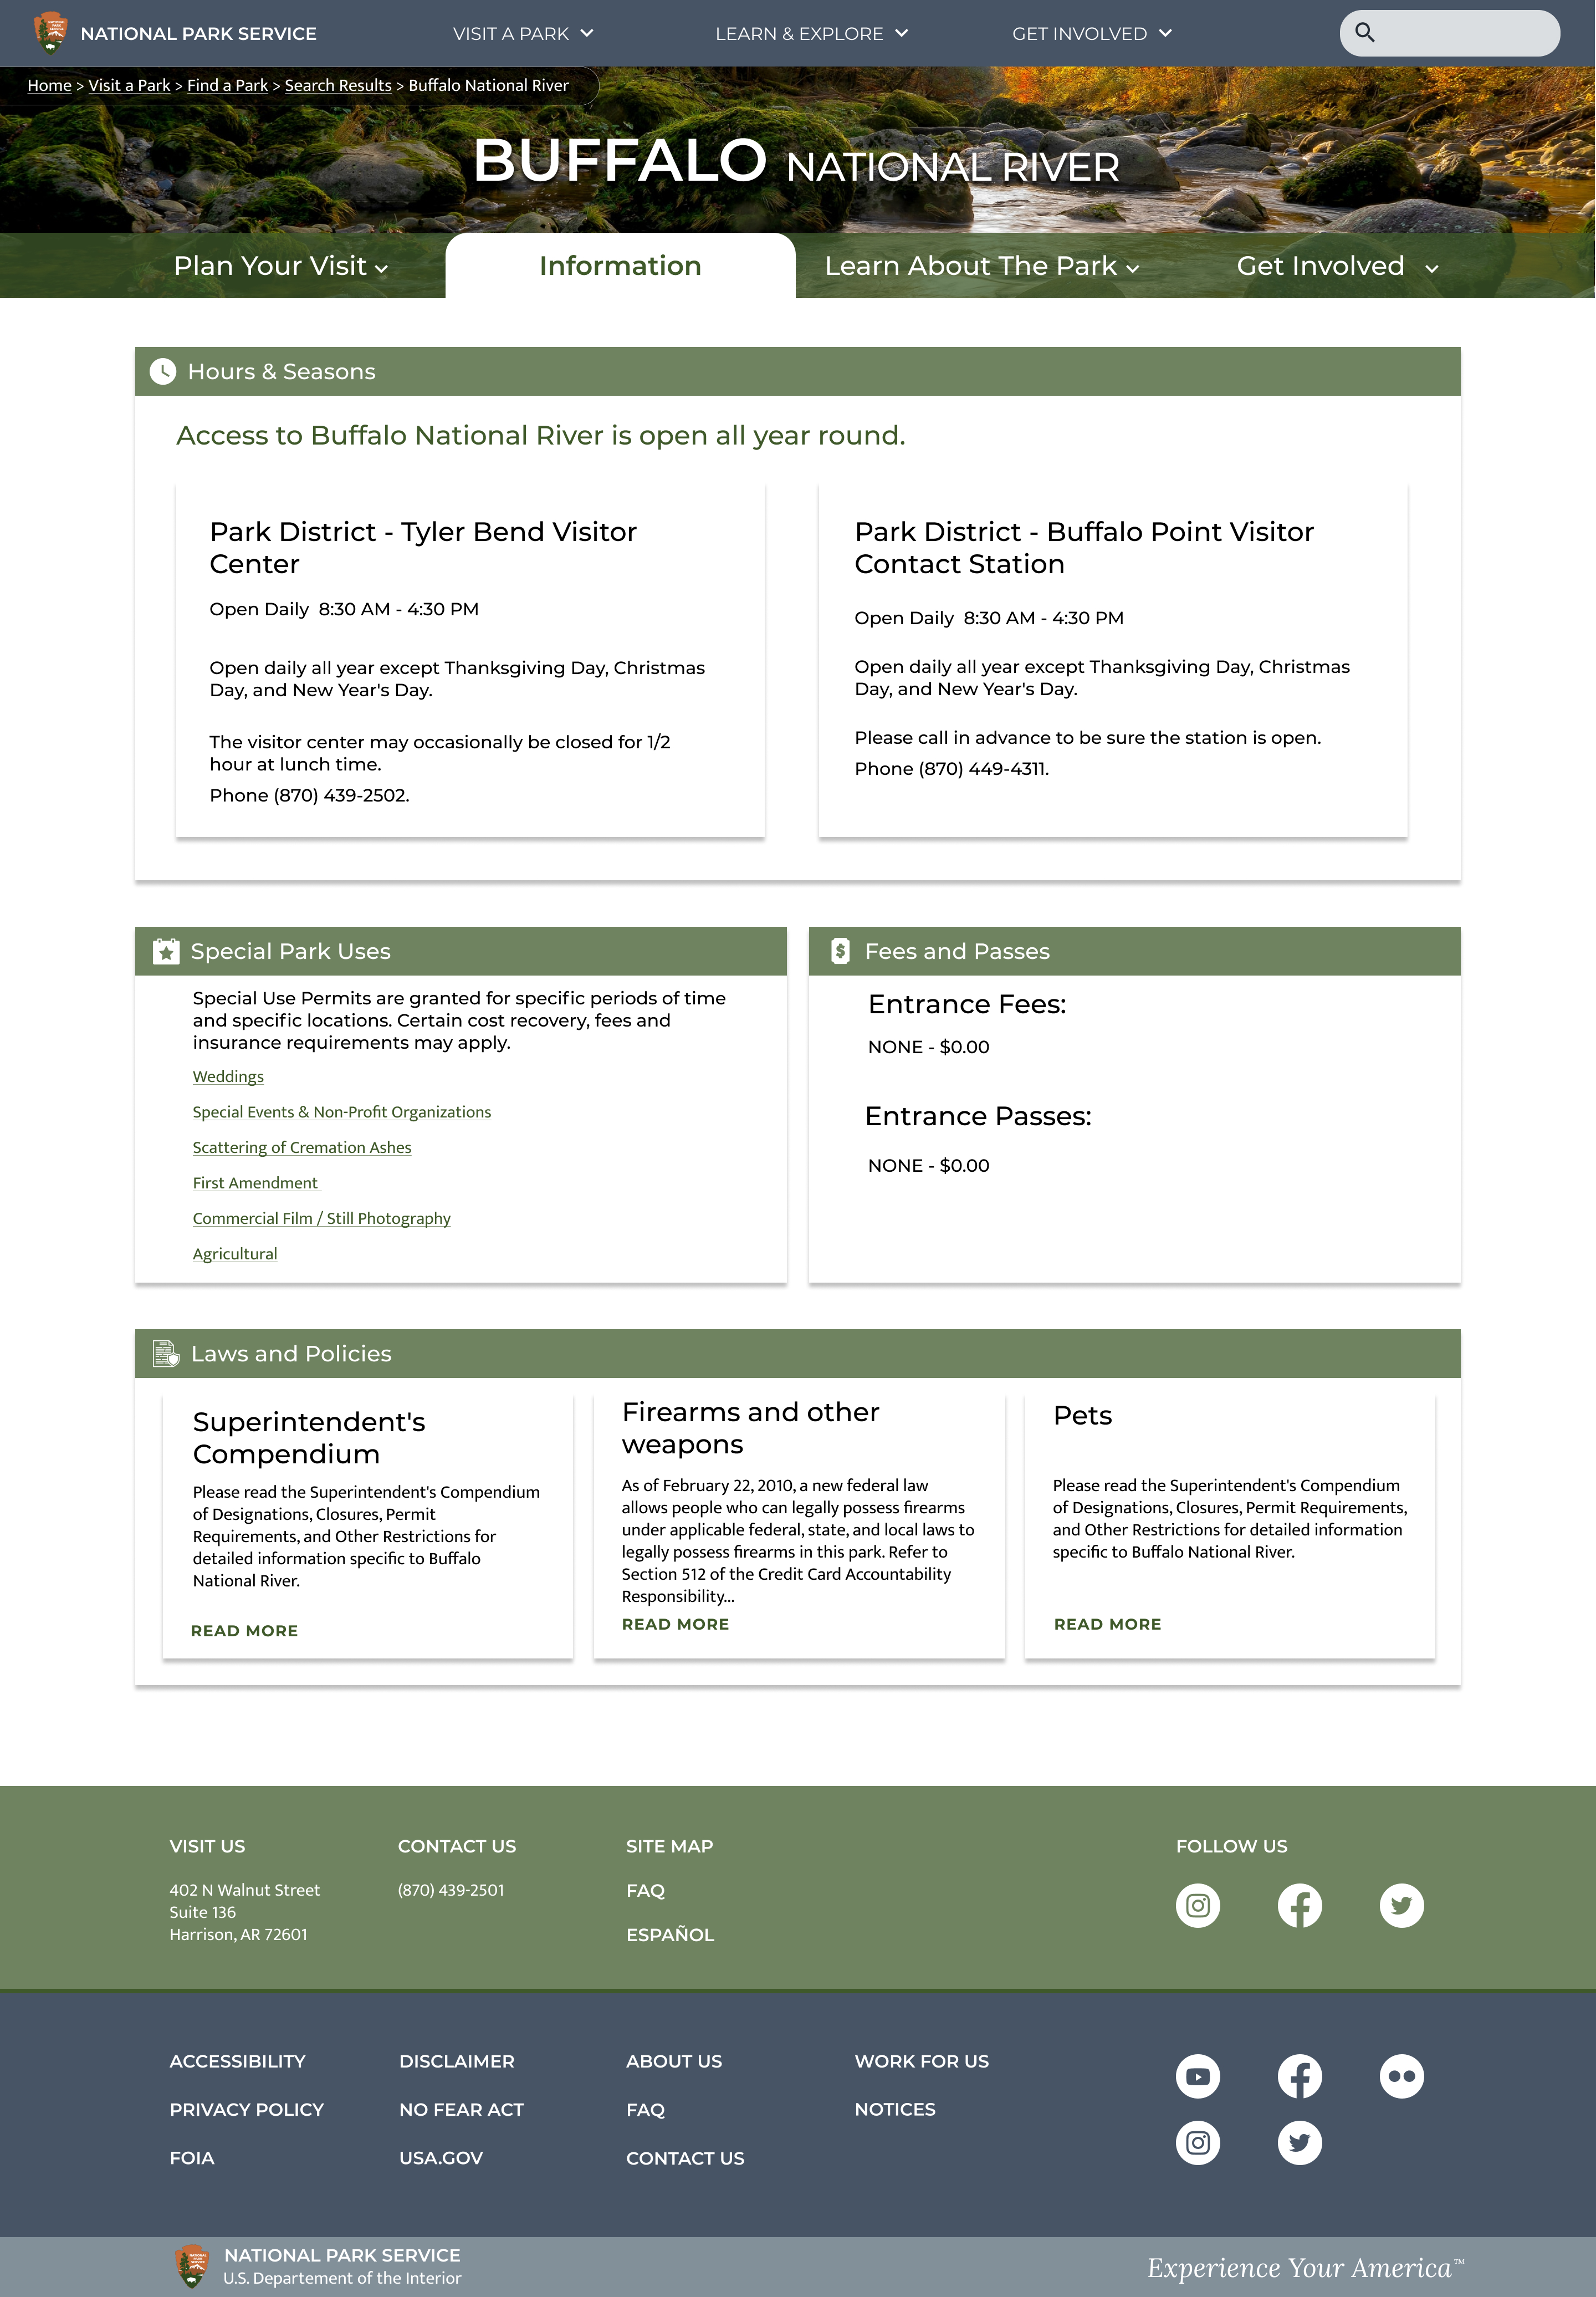 NATIONAL PARK SERVICE
VISIT A PARK
LEARN & EXPLORE
GET INVOLVED
Home > Visit a Park > Find a Park > Search Results > Buffalo National River
BUFFALO NATIONAL RIVER
Plan Your Visit
Information
Learn About The Park
Get Involved
Hours & Seasons
Access to Buffalo National River is open all year round.
Park District - Tyler Bend Visitor
Center
Open Daily 8:30 AM - 4:30 PM
Open daily all year except Thanksgiving Day, Christmas
Day, and New Year's Day.
The visitor center may occasionally be closed for 1/2
hour at lunch time.
Phone (870) 439-2502.
Park District - Buffalo Point Visitor
Contact Station
Open Daily 8:30 AM - 4:30 PM
Open daily all year except Thanksgiving Day, Christmas
Day, and New Year's Day.
Please call in advance to be sure the station is open.
Phone (870) 449-4311.
Special Park Uses
Special Use Permits are granted for specific periods of time
and specific locations. Certain cost recovery, fees and
insurance requirements may apply.
Weddings
Special Events & Non-Profit Organizations
Scattering of Cremation Ashes
First Amendment
Commercial Film / Still Photography
Agricultural
Fees and Passes
Entrance Fees:
NONE - $0.00
Entrance Passes:
NONE - $0.00
Laws and Policies
Superintendent's
Compendium
Please read the Superintendent's Compendium
of Designations, Closures, Permit
Requirements, and Other Restrictions for
detailed information specific to Buffalo
National River.
READ MORE
Firearms and other
weapons
As of February 22, 2010, a new federal law
allows people who can legally possess firearms
under applicable federal, state, and local laws to
legally possess firearms in this park. Refer to
Section 512 of the Credit Card Accountability
Responsibility...
READ MORE
Pets
Please read the Superintendent's Compendium
of Designations, Closures, Permit Requirements,
and Other Restrictions for detailed information
specific to Buffalo National River.
READ MORE
VISIT US
402 N Walnut Street
Suite 136
Harrison, AR 72601
CONTACT US
(870) 439-2501
SITE MAP
FAQ
ESPAÑOL
FOLLOW US
ACCESSIBILITY
PRIVACY POLICY
FOIA
DISCLAIMER
NO FEAR ACT
USA.GOV
ABOUT US
FAQ
CONTACT US
WORK FOR US
NOTICES
NATIONAL PARK SERVICE
U.S. Departement of the Interior
Experience Your America™